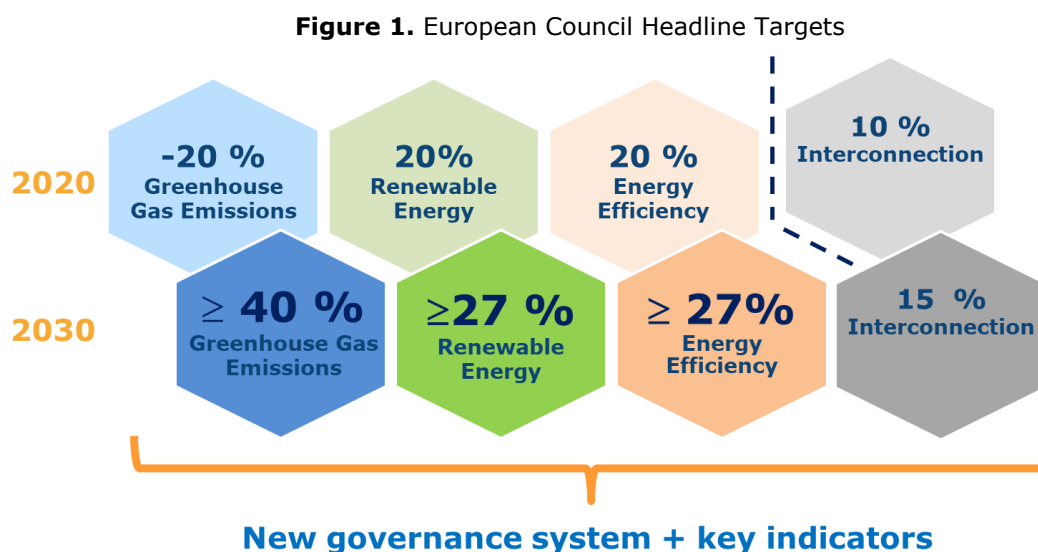 Figure 1. European Council Headline Targets
2020
-20 %
Greenhouse
Gas Emissions
20%
Renewable
Energy
20 %
Energy
Efficiency
10 %
Interconnection
2030
≥ 40 %
Greenhouse Gas
Emissions
≥27 %
Renewable
Energy
≥ 27%
Energy
Efficiency
15 %
Interconnection
New governance system + key indicators